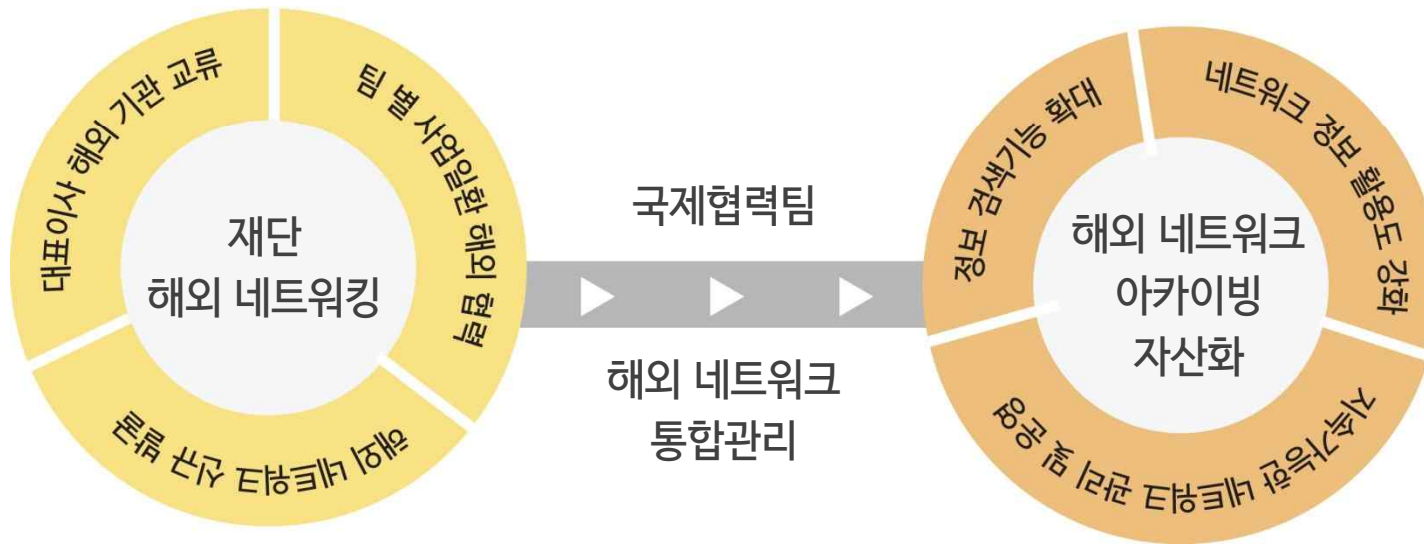 대표이사 해외 기관 교류
팀 별 사업일환 해외 협력
해외 네트워크 신규 발굴
재단
해외 네트워킹
국제협력팀
해외 네트워크
통합관리
정보 검색기능 확대
네트워크 정보 활용도 강화
지속가능한 네트워크 관리 및 운영
해외 네트워크
아카이빙
자산화